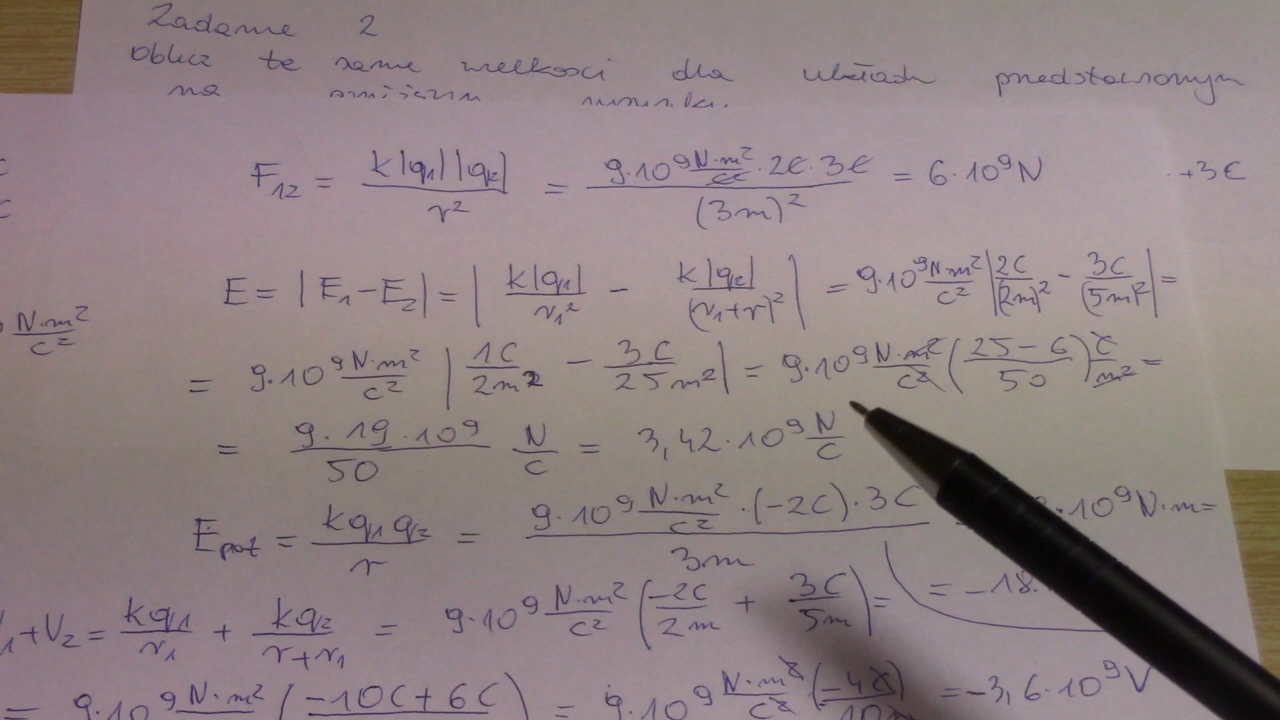 Zadanie 2
Oblicz te same wielkości dla układu przedstawionym
na
F₁₂ = k|q₁||q₂| / r² = 9·10⁹ N·m²/C² · 2C · 3C / (3m)² = 6·10⁹ N
+3C
E = |E₁ − E₂| = | k|q₁| / r₁² − k|q₂| / (r₁+r)² | = 9·10⁹ N·m²/C² | 2C/(2m)² − 3C/(5m)² | =
N·m²/C²
= 9·10⁹ N·m²/C² | 1C/2m² − 3C/25m² | = 9·10⁹ N·m²/C² ( 25−6 / 50 ) C/m² =
= 9·19·10⁹ / 50 N/C = 3,42·10⁹ N/C
E_pot = kq₁q₂ / r = 9·10⁹ N·m²/C² · (−2C) · 3C / 3m ·10⁹ N·m =
= −18.
V₁+V₂ = kq₁/r₁ + kq₂/r+r₁ = 9·10⁹ N·m²/C² ( −2C/2m + 3C/5m ) =
= 9·10⁹ N·m² ( −10C + 6C ) = 9·10⁹ N·m²/C² ( −4C/10m ) = −3,6·10⁹ V